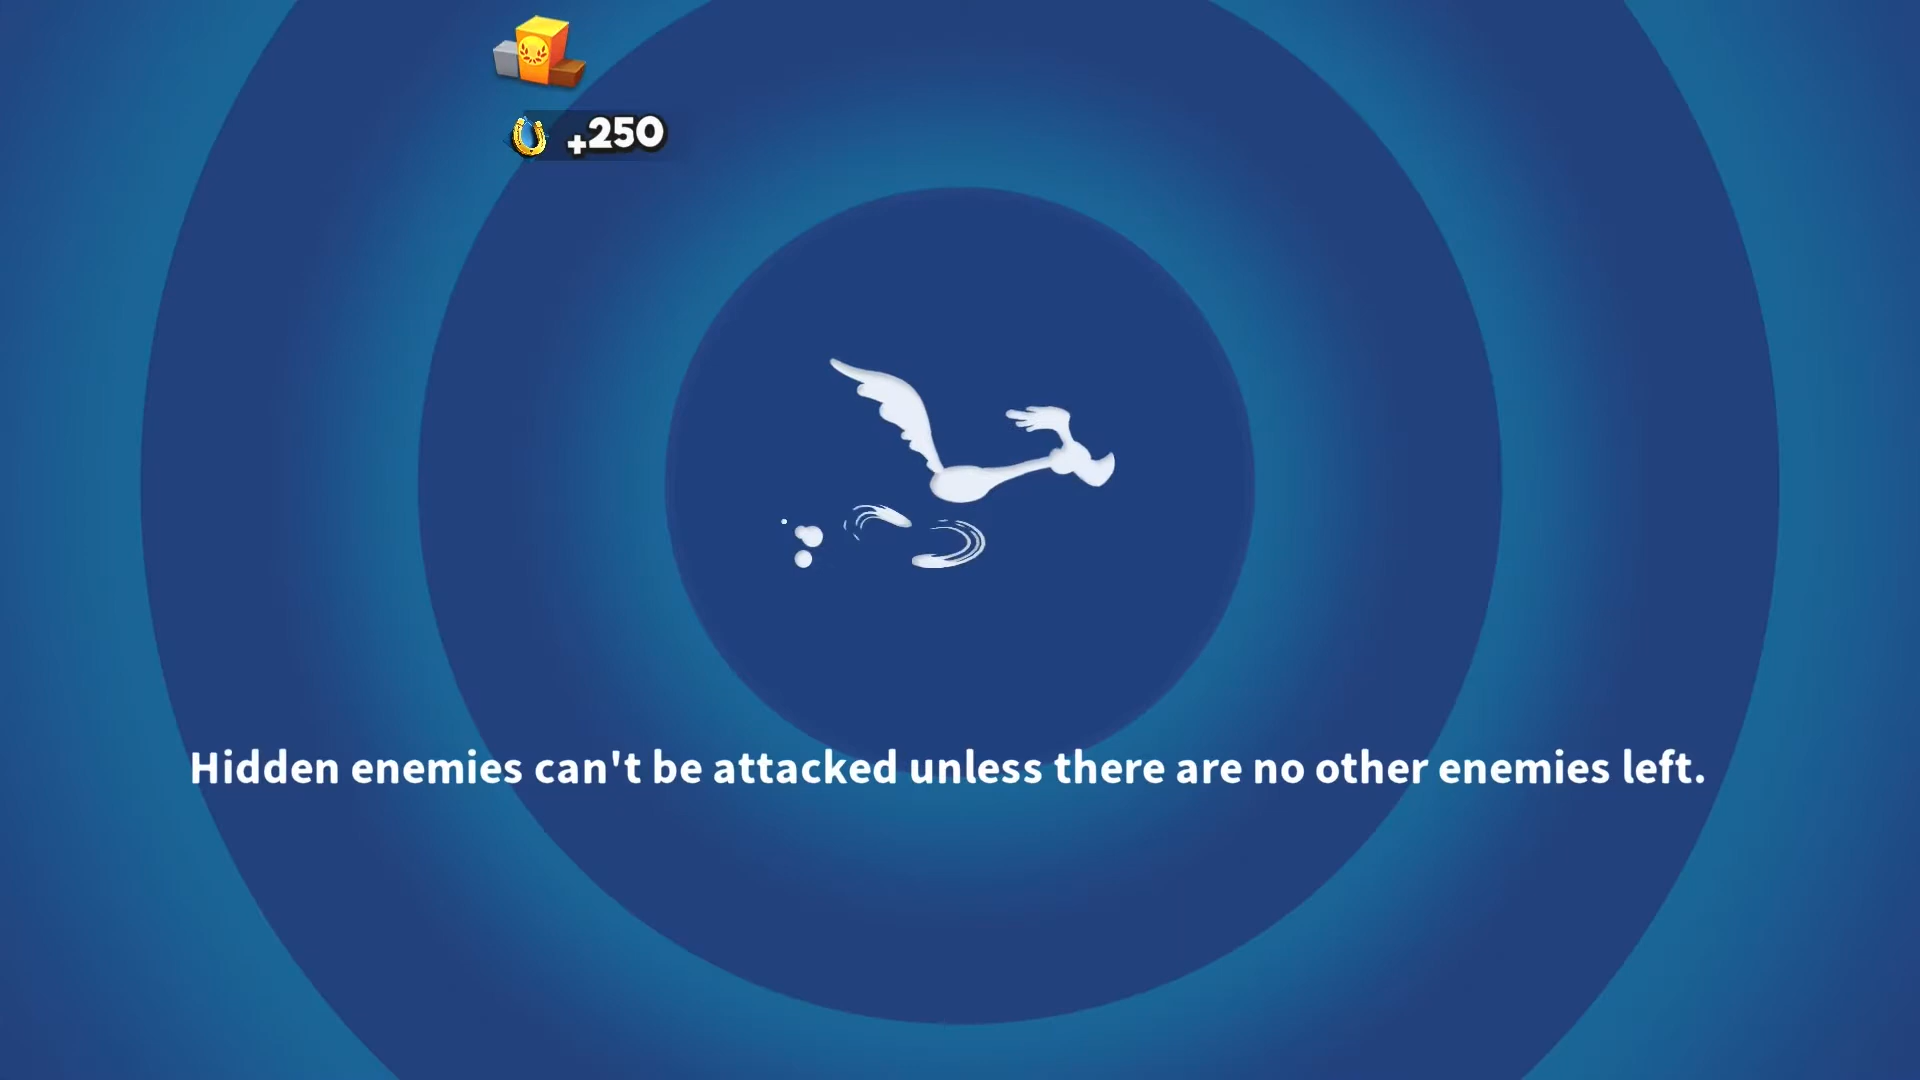 +250
Hidden enemies can't be attacked unless there are no other enemies left.